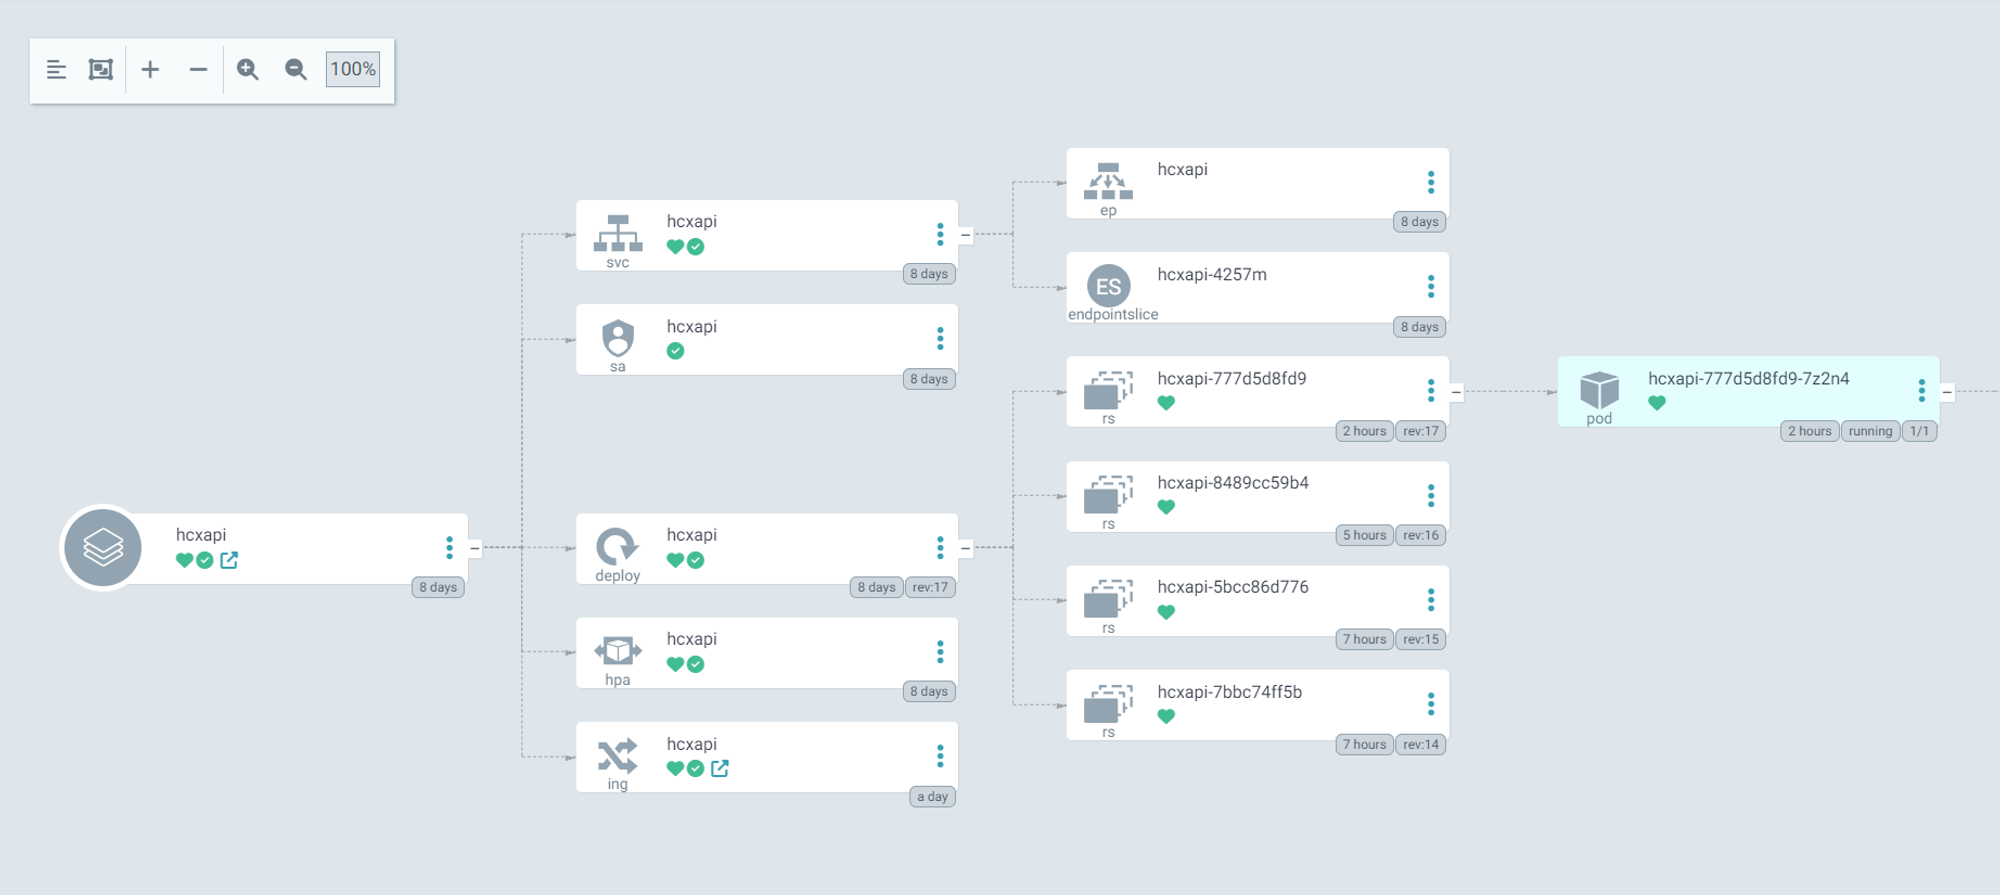 100%
hcxapi
8 days
hcxapi
svc
8 days
hcxapi
sa
8 days
hcxapi
deploy
8 days rev:17
hcxapi
hpa
8 days
hcxapi
ing
a day
hcxapi
ep
8 days
ES
hcxapi-4257m
endpointslice
8 days
hcxapi-777d5d8fd9
rs
2 hours rev:17
hcxapi-8489cc59b4
rs
5 hours rev:16
hcxapi-5bcc86d776
rs
7 hours rev:15
hcxapi-7bbc74ff5b
rs
7 hours rev:14
hcxapi-777d5d8fd9-7z2n4
pod
2 hours running 1/1